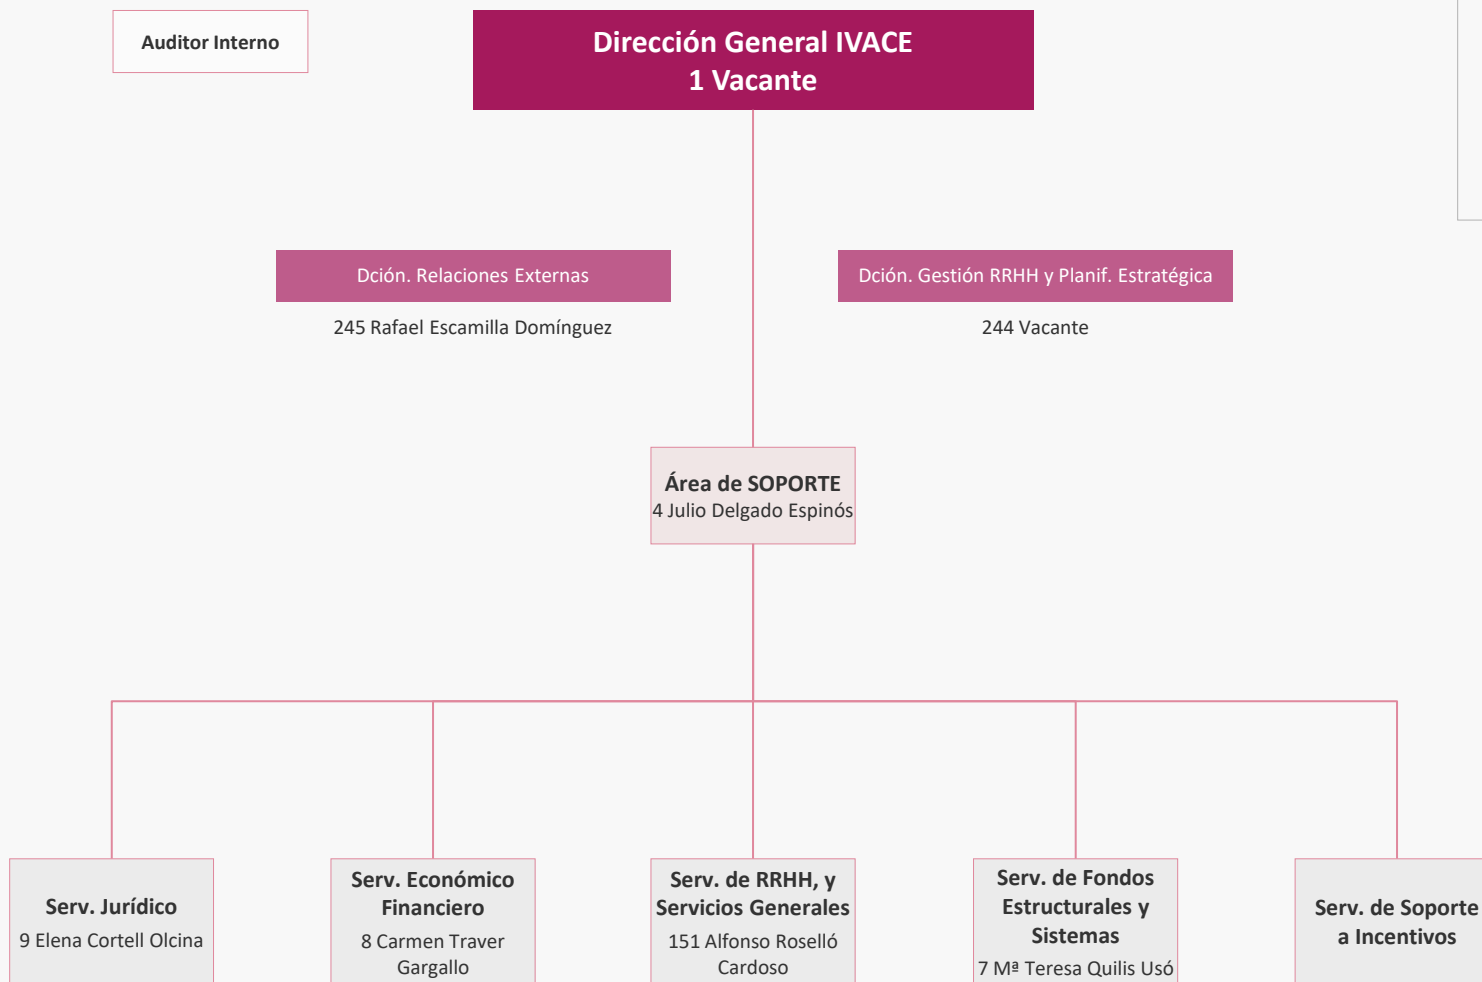 Auditor Interno
Dirección General IVACE
1 Vacante
Dción. Relaciones Externas
245 Rafael Escamilla Domínguez
Dción. Gestión RRHH y Planif. Estratégica
244 Vacante
Área de SOPORTE
4 Julio Delgado Espinós
Serv. Jurídico
9 Elena Cortell Olcina
Serv. Económico
Financiero
8 Carmen Traver
Gargallo
Serv. de RRHH, y
Servicios Generales
151 Alfonso Roselló
Cardoso
Serv. de Fondos
Estructurales y
Sistemas
7 Mª Teresa Quilis Usó
Serv. de Soporte
a Incentivos